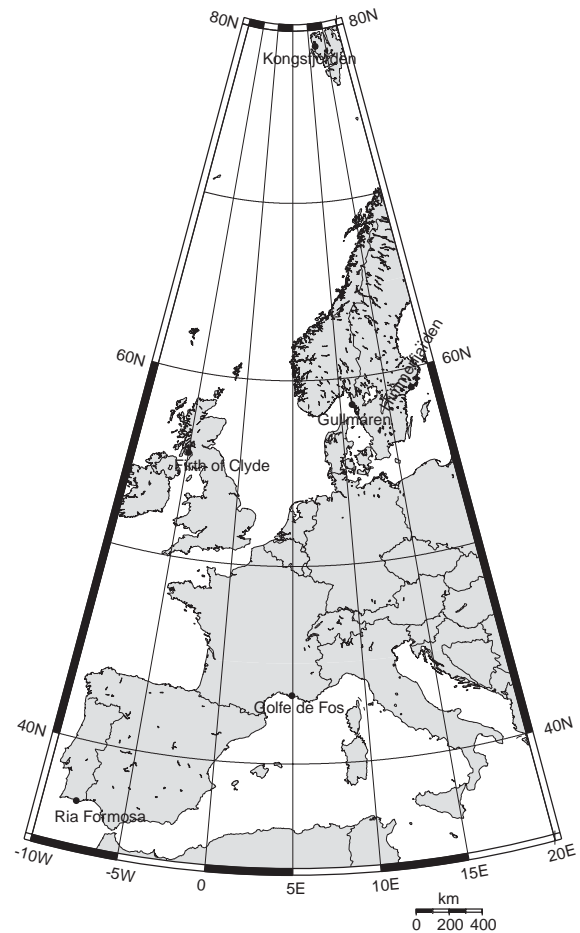 80N
80N
Kongsfjorden
60N
60N
Himmerfjärden
Gullmaren
Firth of Clyde
40N
40N
Golfe de Fos
Ria Formosa
-10W
-5W
0
5E
10E
15E
20E
km
0 200 400